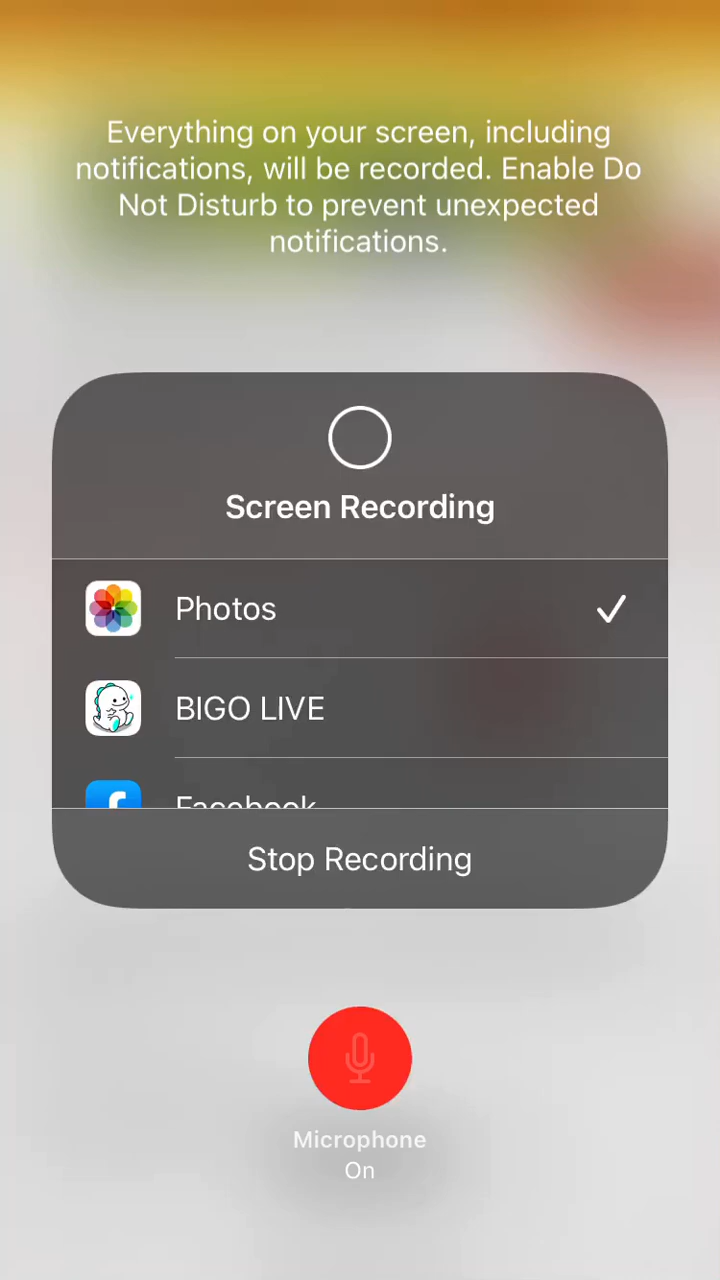 Everything on your screen, including
notifications, will be recorded. Enable Do
Not Disturb to prevent unexpected
notifications.
Screen Recording
Photos
BIGO LIVE
Facebook
Stop Recording
Microphone
On